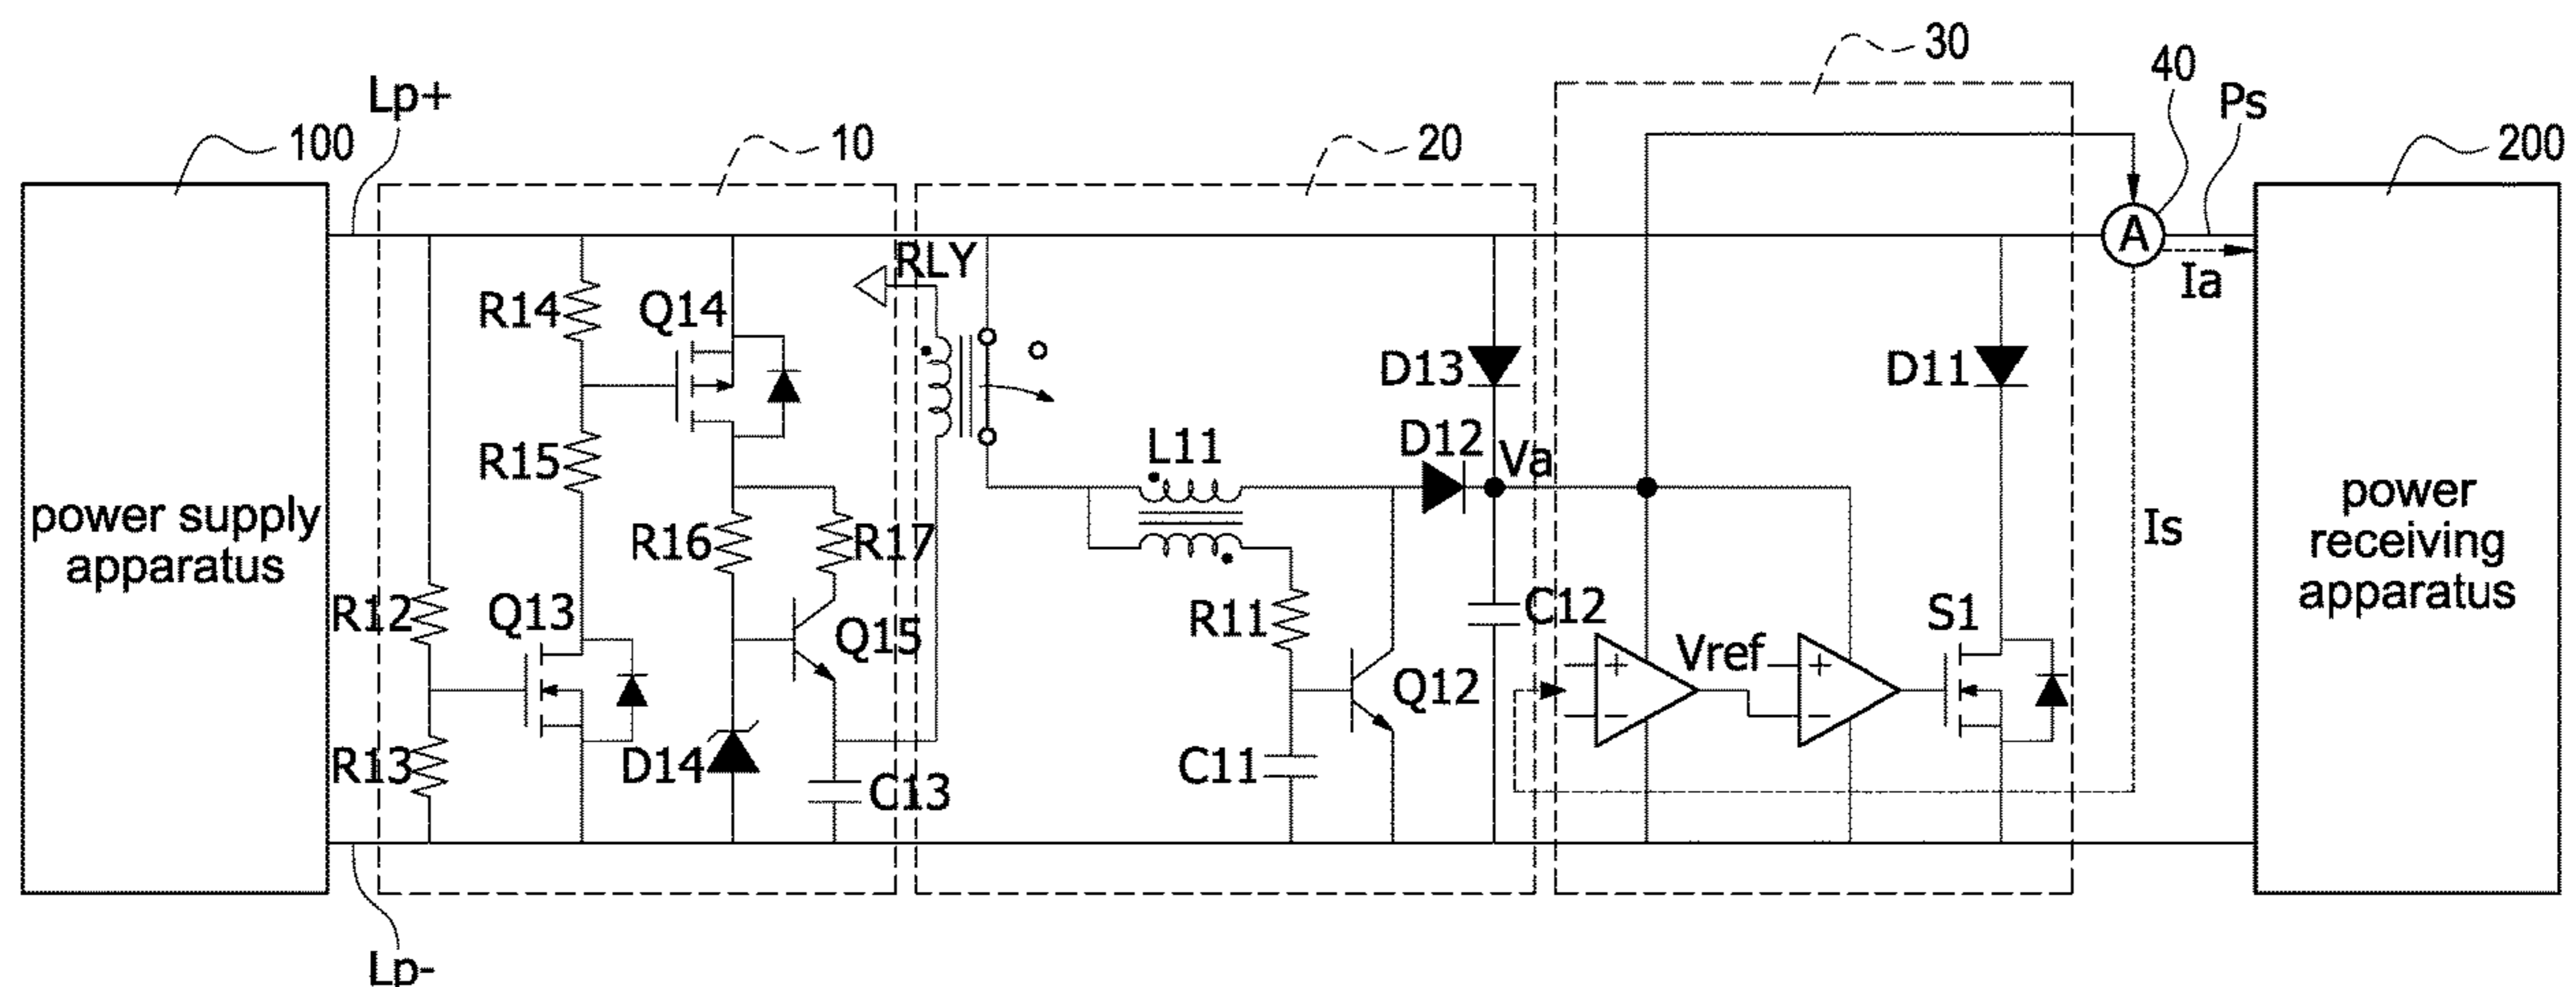 30
40
Lp+
Ps
100
10
20
200
RLY
A
Ia
R14
Q14
D13
D11
D12
Va
L11
R15
power supply
apparatus
power
receiving
apparatus
R16
R17
Is
R12
Q13
Q15
R11
C12
S1
+
Vref
+
Q12
−
−
R13
D14
C13
C11
Lp-